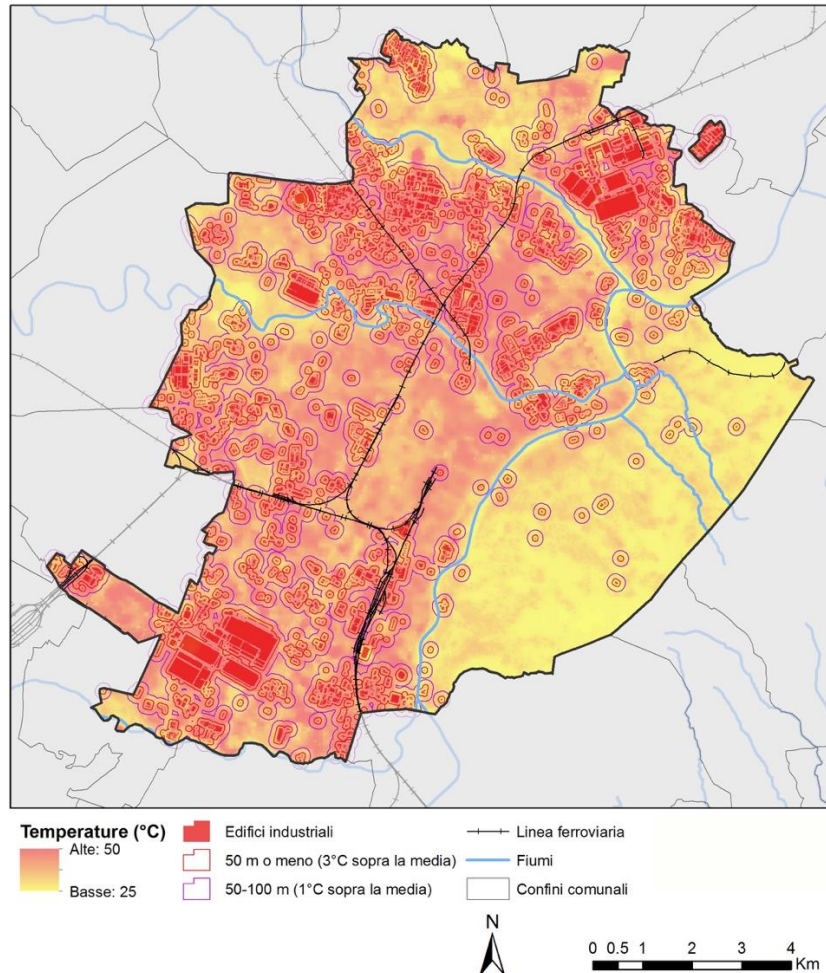 Temperature (°C)
Alte: 50
Basse: 25
Edifici industriali
50 m o meno (3°C sopra la media)
50-100 m (1°C sopra la media)
Linea ferroviaria
Fiumi
Confini comunali
N
0 0.5 1 2 3 4
Km